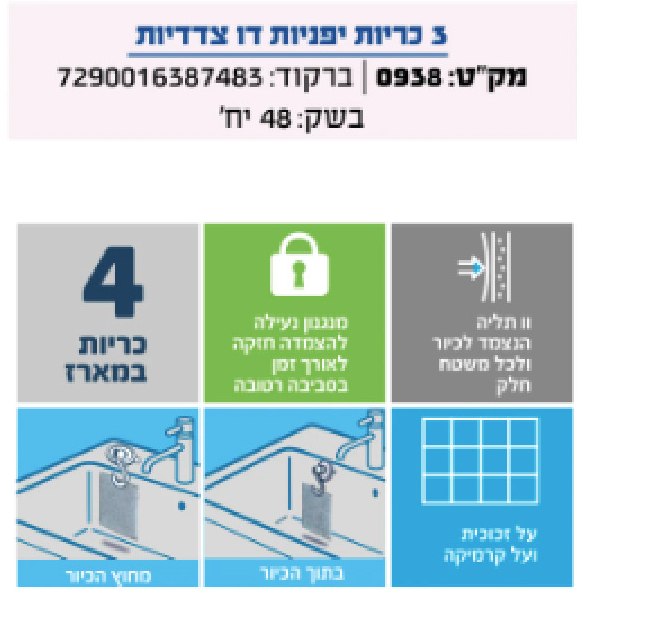 3 כריות יפניות דו צדדיות
מק"ט: 0938 | ברקוד: 7290016387483
בשק: 48 יח'
וו תליה
הנצמד לכיור
ולכל משטח
חלק
מנגנון נעילה
להצמדה חזקה
לאורך זמן
בסביבה רטובה
4
כריות
במארז
על זכוכית
ועל קרמיקה
בתוך הכיור
מחוץ הכיור